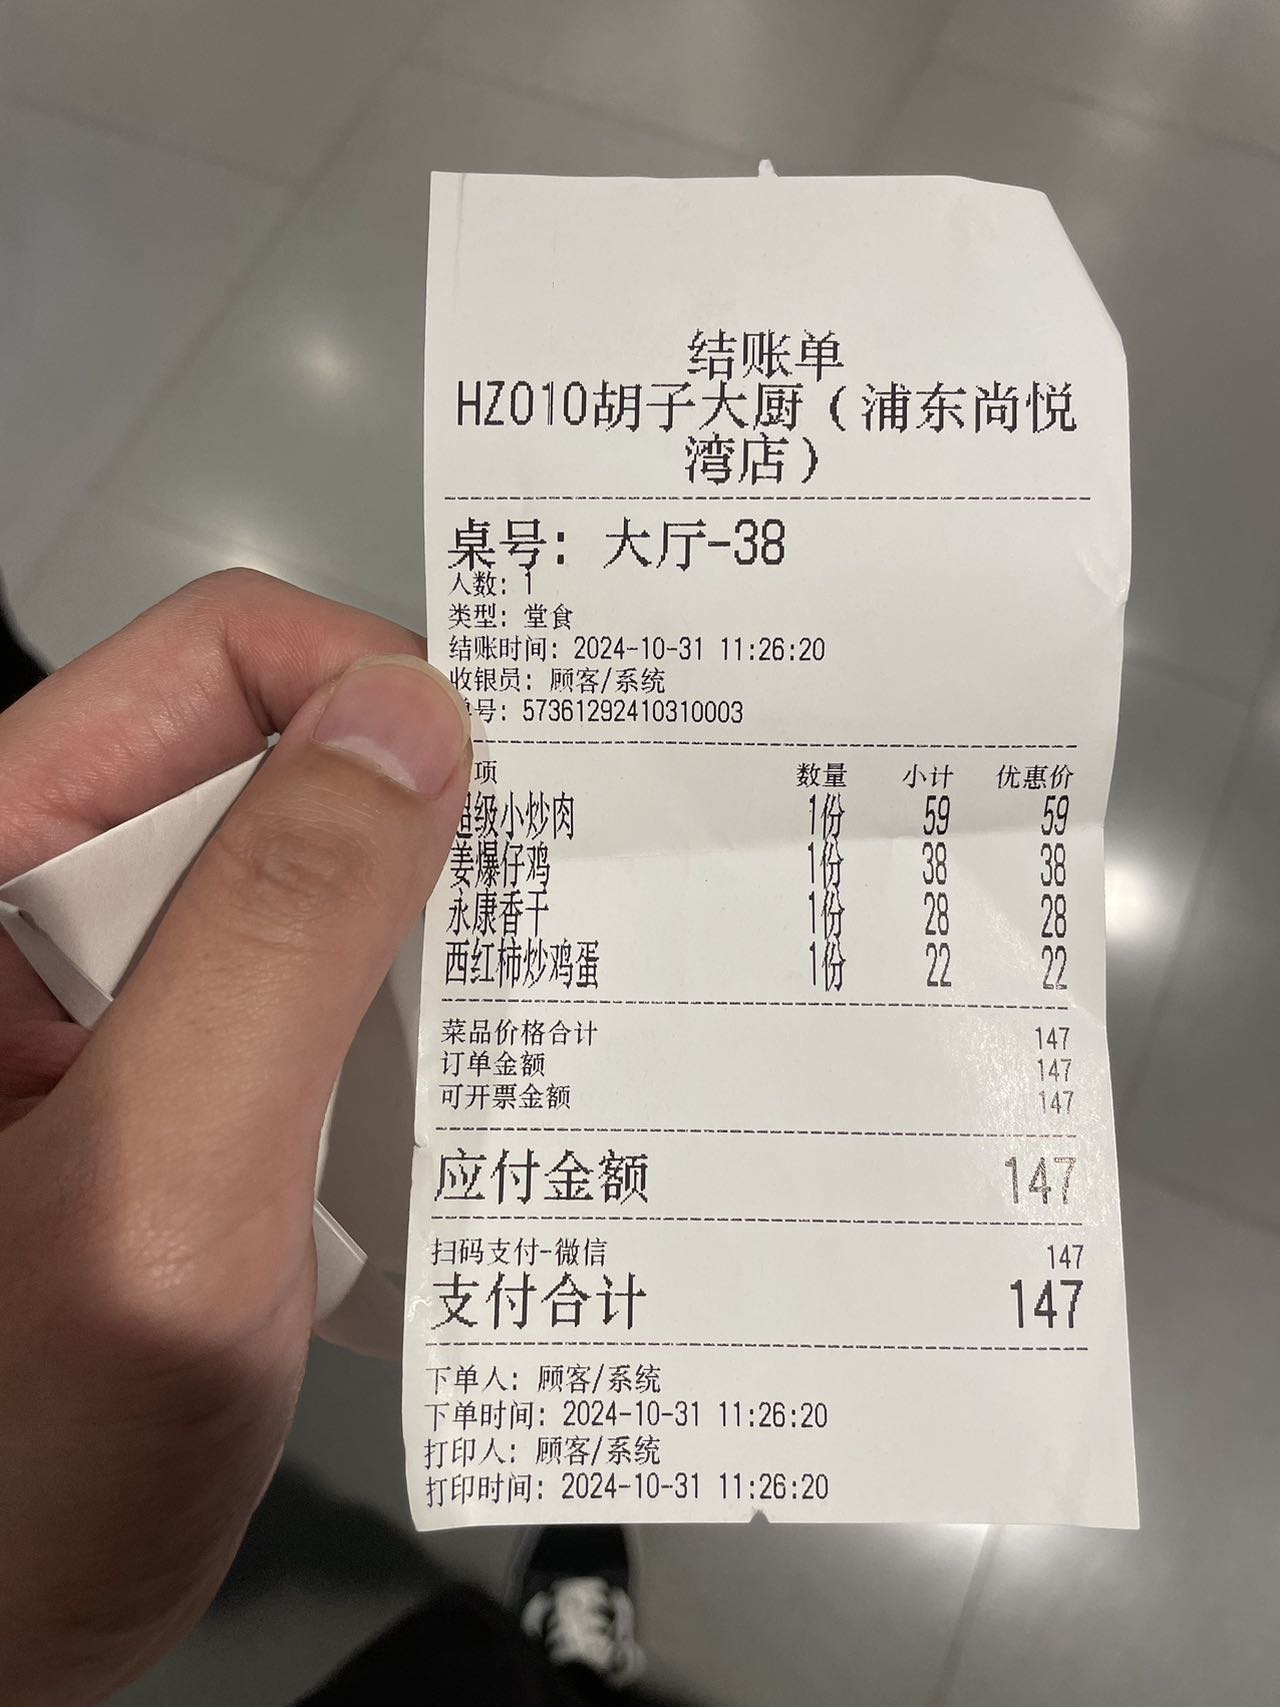 结账单
HZ010胡子大厨（浦东尚悦
湾店）
桌号：大厅-38
人数：1
类型：堂食
结账时间：2024-10-31 11:26:20
收银员：顾客/系统
单号：57361292410310003
项 数量 小计 优惠价
超级小炒肉 1份 59 59
姜爆仔鸡 1份 38 38
永康香干 1份 28 28
西红柿炒鸡蛋 1份 22 22
菜品价格合计 147
订单金额 147
可开票金额 147
应付金额 147
扫码支付-微信 147
支付合计 147
下单人：顾客/系统
下单时间：2024-10-31 11:26:20
打印人：顾客/系统
打印时间：2024-10-31 11:26:20